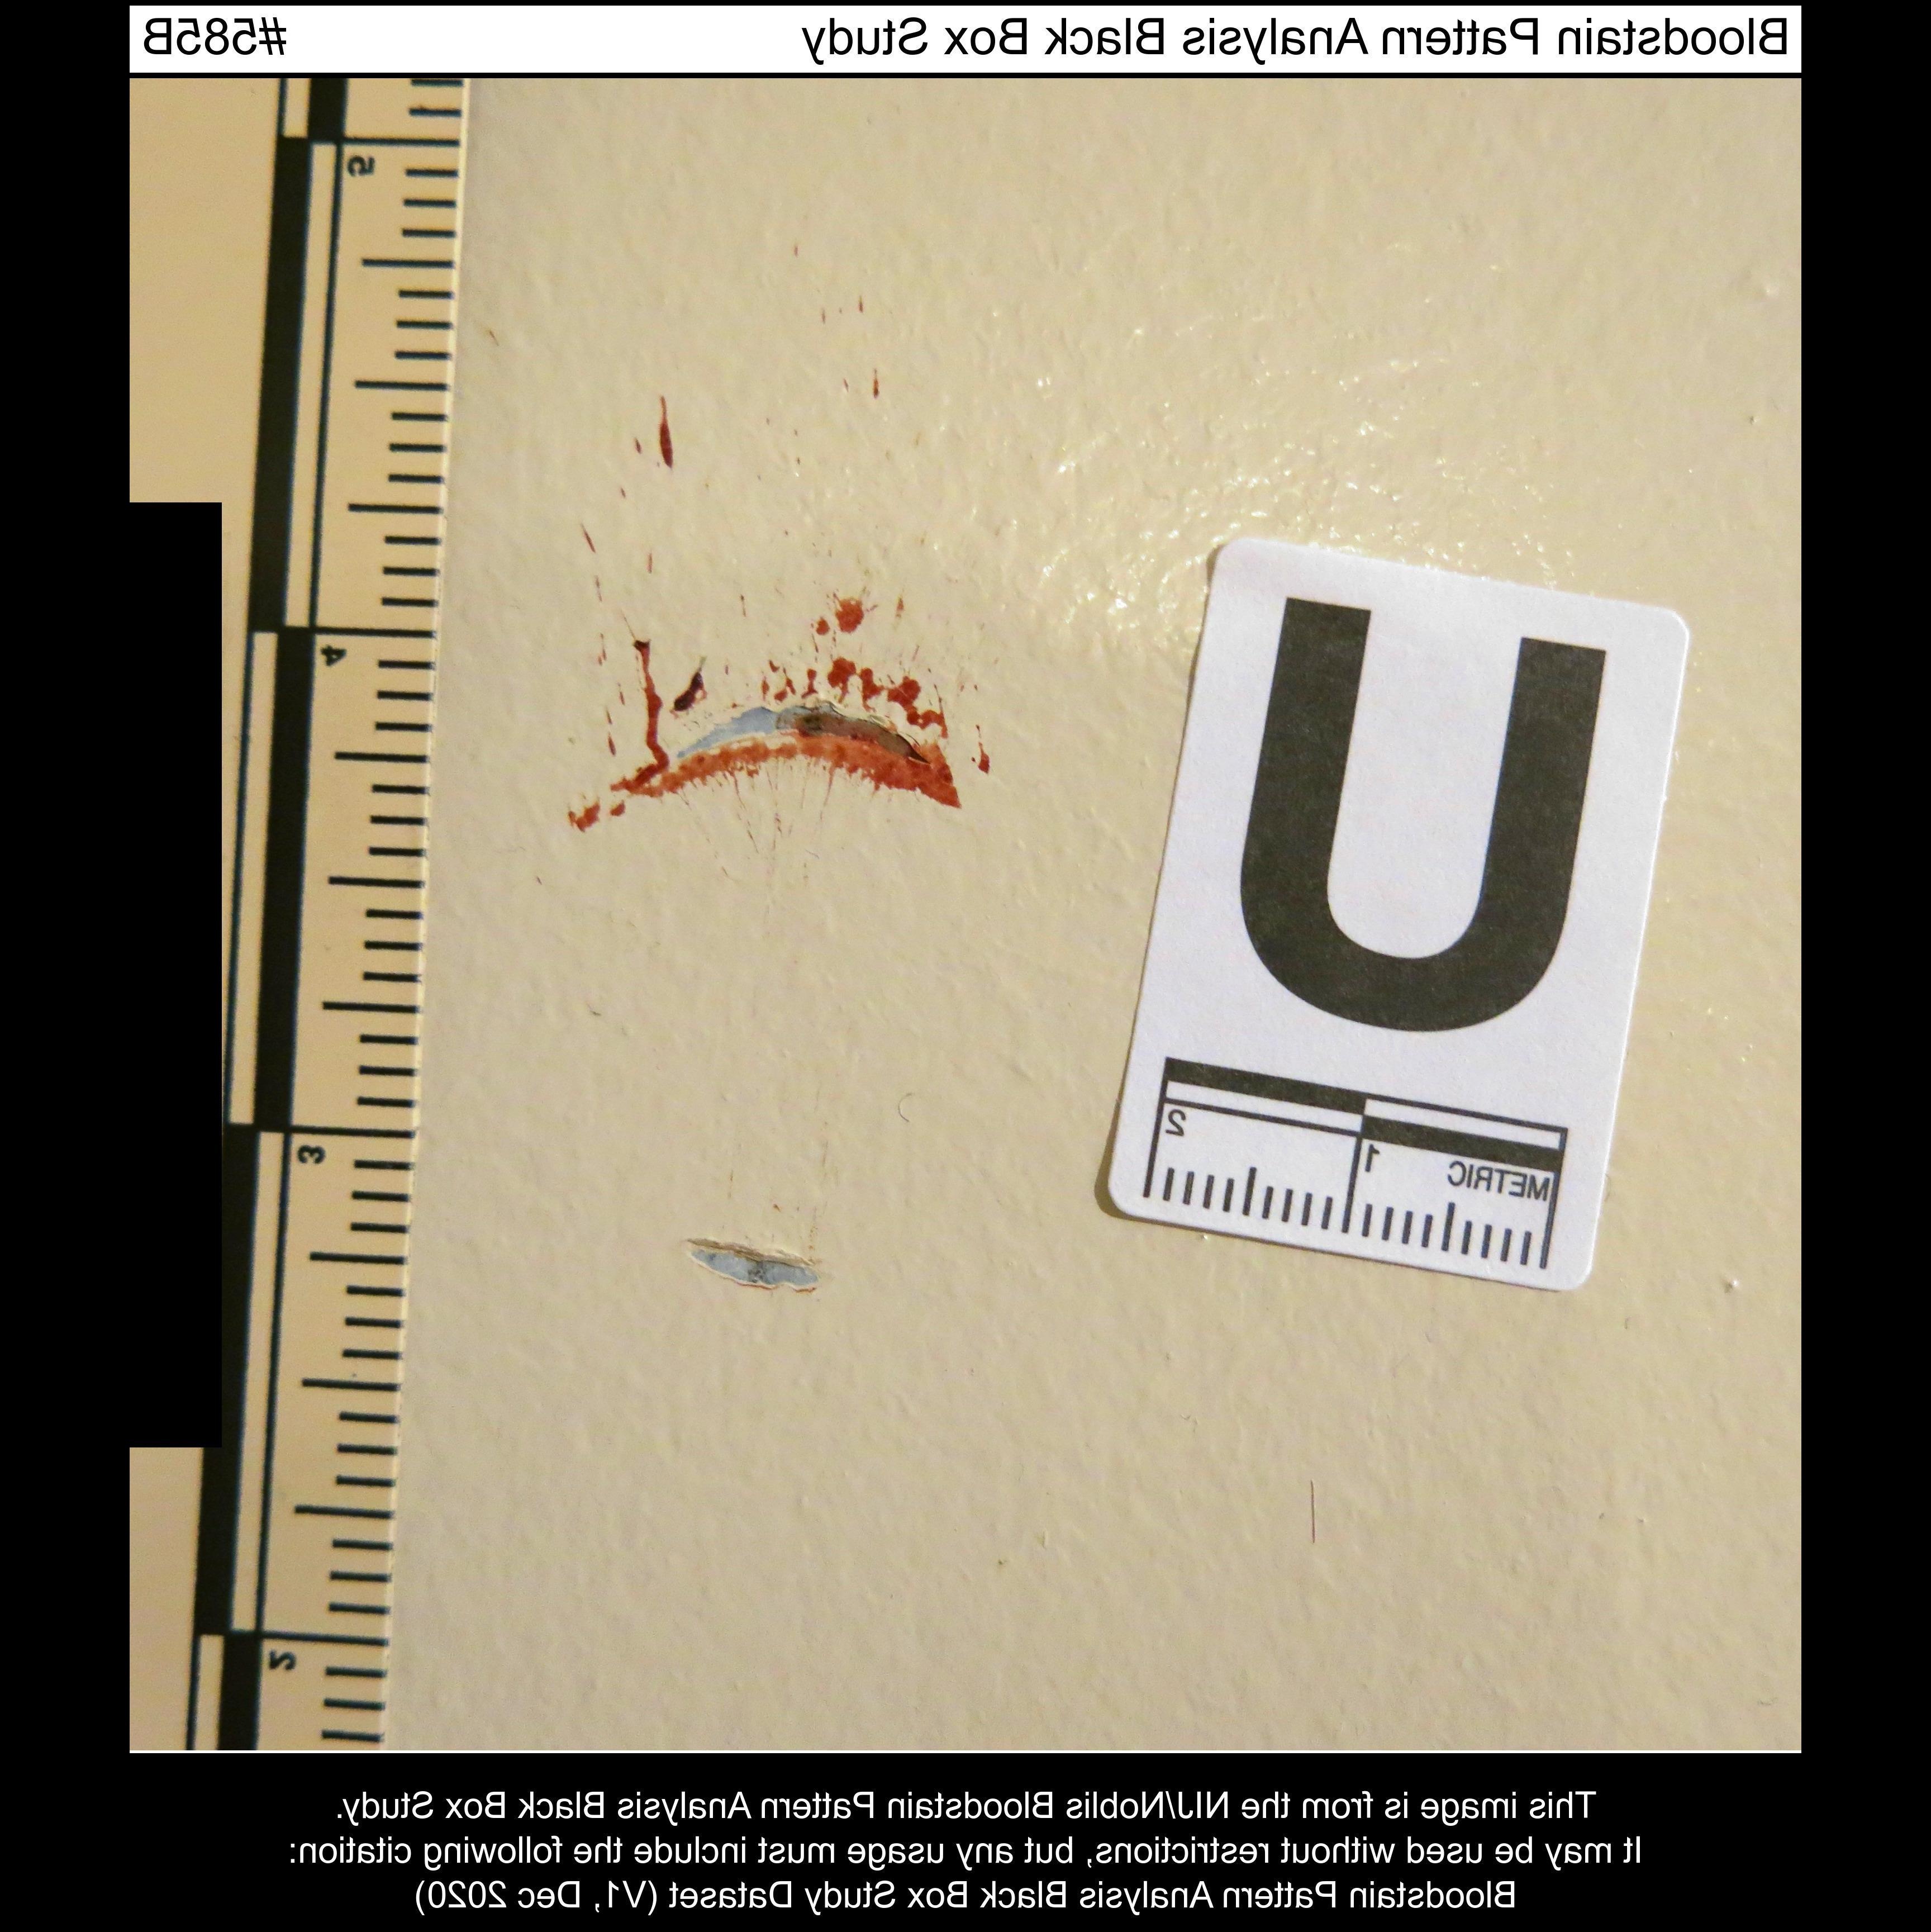 Bloodstain Pattern Analysis Black Box Study
#585B
5
4
3
2
U
METRIC
1
2
This image is from the NIJ/Noblis Bloodstain Pattern Analysis Black Box Study.
It may be used without restrictions, but any usage must include the following citation:
Bloodstain Pattern Analysis Black Box Study Dataset (V1, Dec 2020)